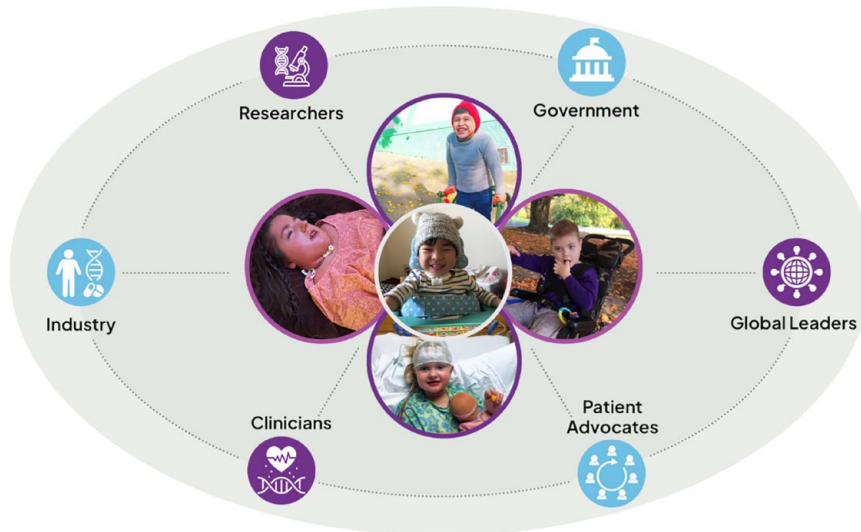 Researchers
Government
Industry
Global Leaders
Clinicians
Patient
Advocates